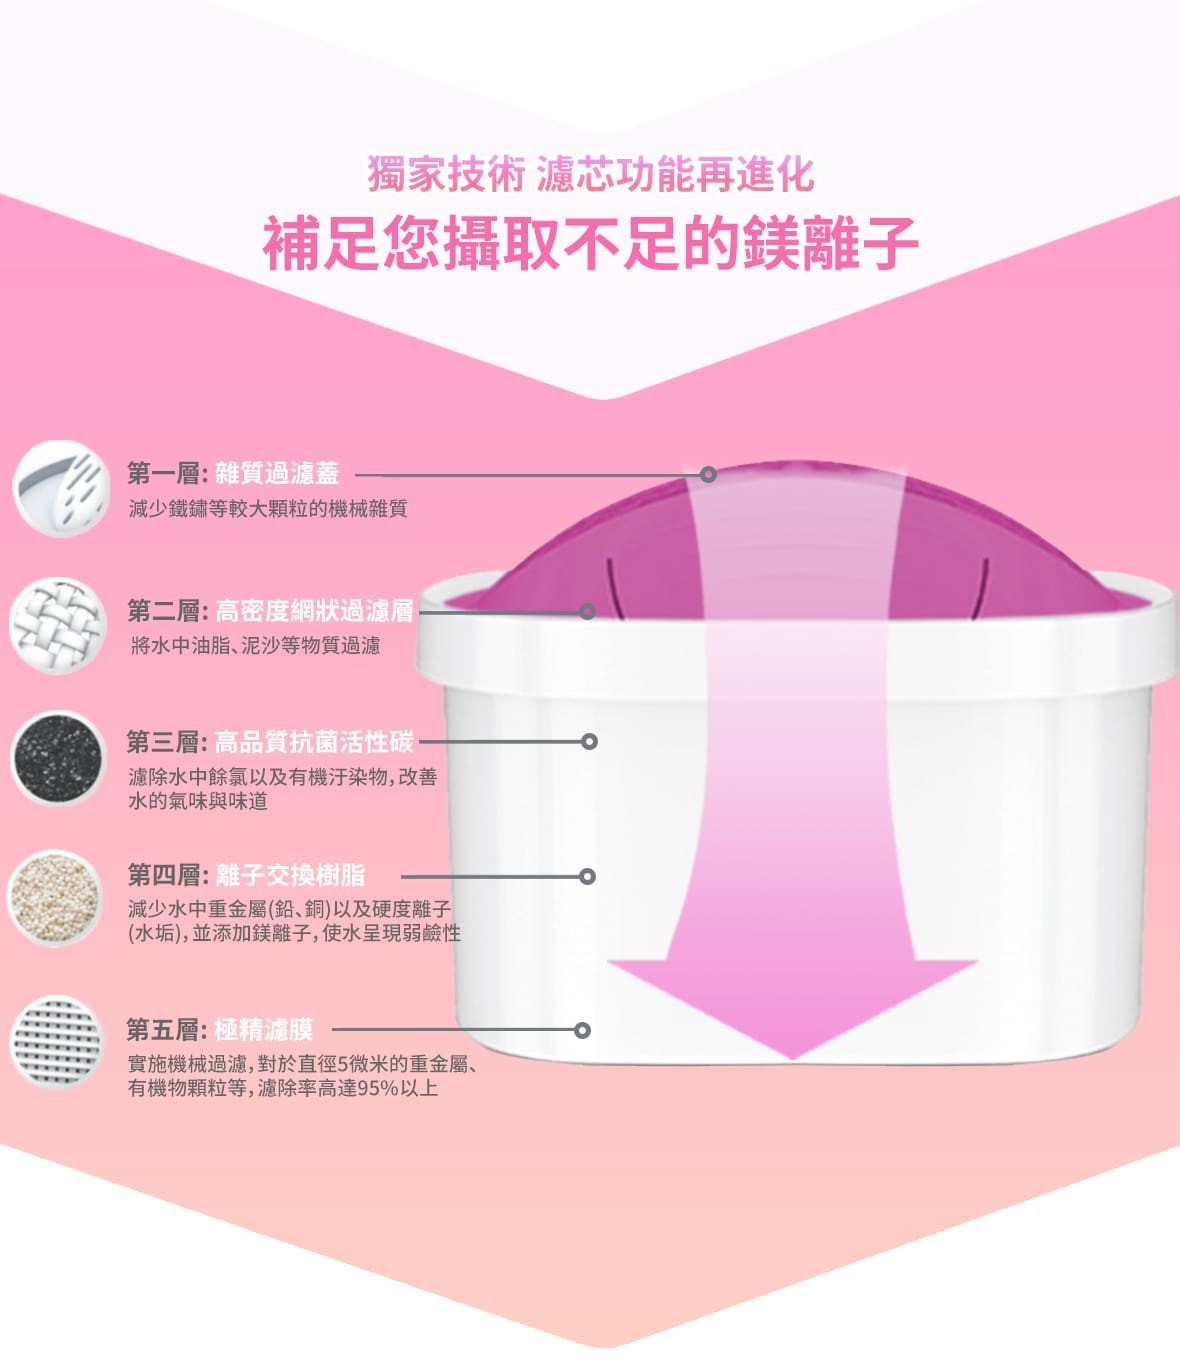 獨家技術 濾芯功能再進化
補足您攝取不足的鎂離子
第一層: 雜質過濾蓋
減少鐵鏽等較大顆粒的機械雜質
第二層: 高密度網狀過濾層
將水中油脂、泥沙等物質過濾
第三層: 高品質抗菌活性碳
濾除水中餘氯以及有機汙染物,改善
水的氣味與味道
第四層: 離子交換樹脂
減少水中重金屬(鉛、銅)以及硬度離子
(水垢),並添加鎂離子,使水呈現弱鹼性
第五層: 極精濾膜
實施機械過濾,對於直徑5微米的重金屬、
有機物顆粒等,濾除率高達95%以上